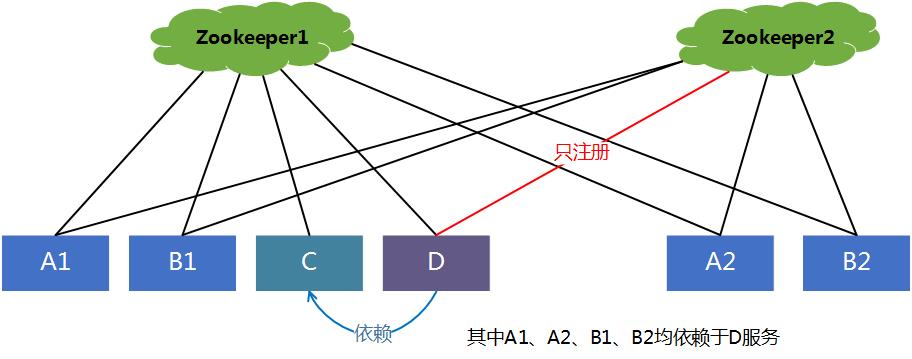 Zookeeper1
Zookeeper2
只注册
A1
B1
C
D
A2
B2
依赖
其中A1、A2、B1、B2均依赖于D服务